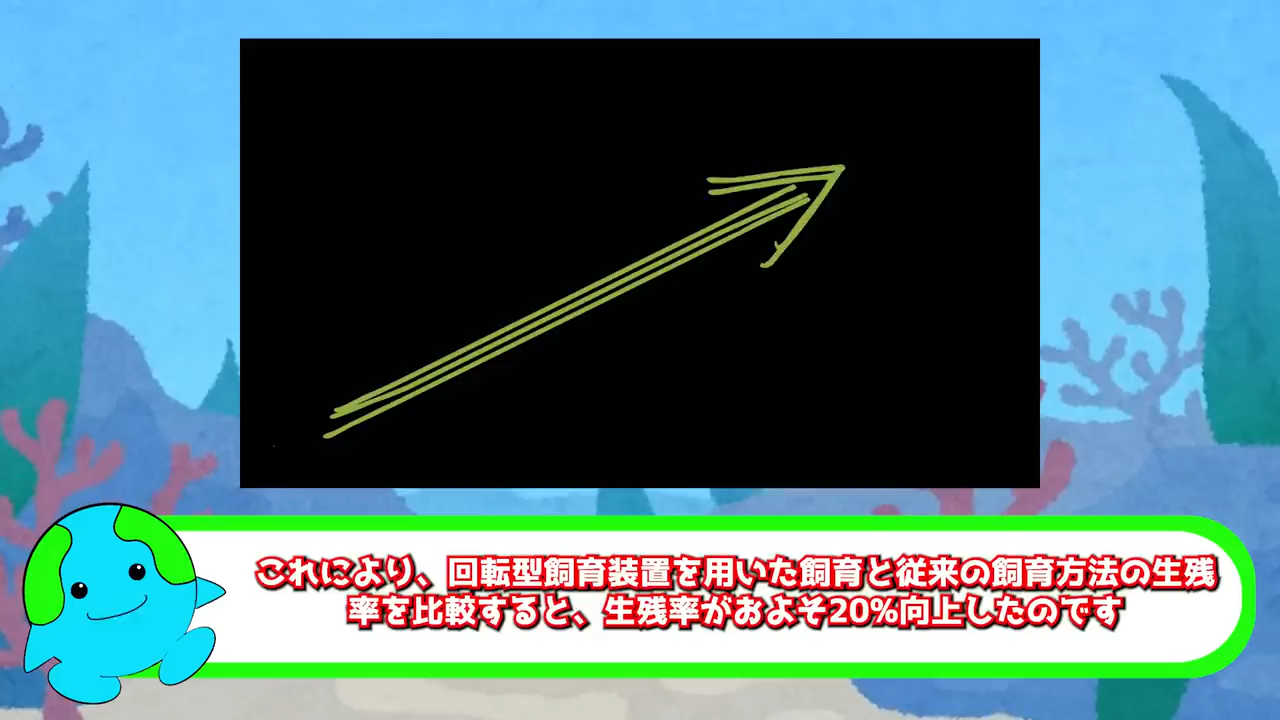 これにより、回転型飼育装置を用いた飼育と従来の飼育方法の生残
率を比較すると、生残率がおよそ20%向上したのです